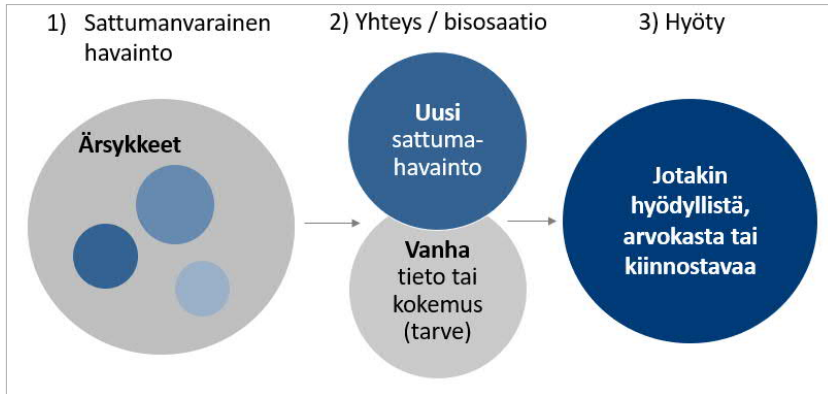 1) Sattumanvarainen
havainto
Ärsykkeet
2) Yhteys / bisosaatio
Uusi
sattuma-
havainto
Vanha
tieto tai
kokemus
(tarve)
3) Hyöty
Jotakin
hyödyllistä,
arvokasta tai
kiinnostavaa